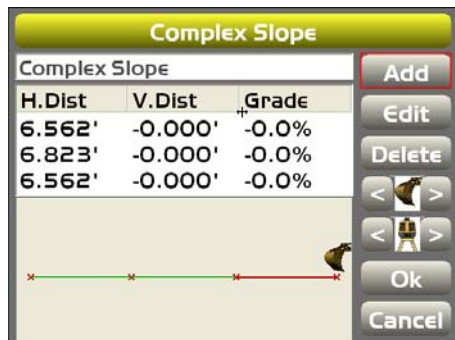 Complex Slope
Complex Slope
Add
H.Dist V.Dist Grade
Edit
6.562' -0.000' -0.0%
6.823' -0.000' -0.0%
Delete
6.562' -0.000' -0.0%
< >
< >
Ok
Cancel